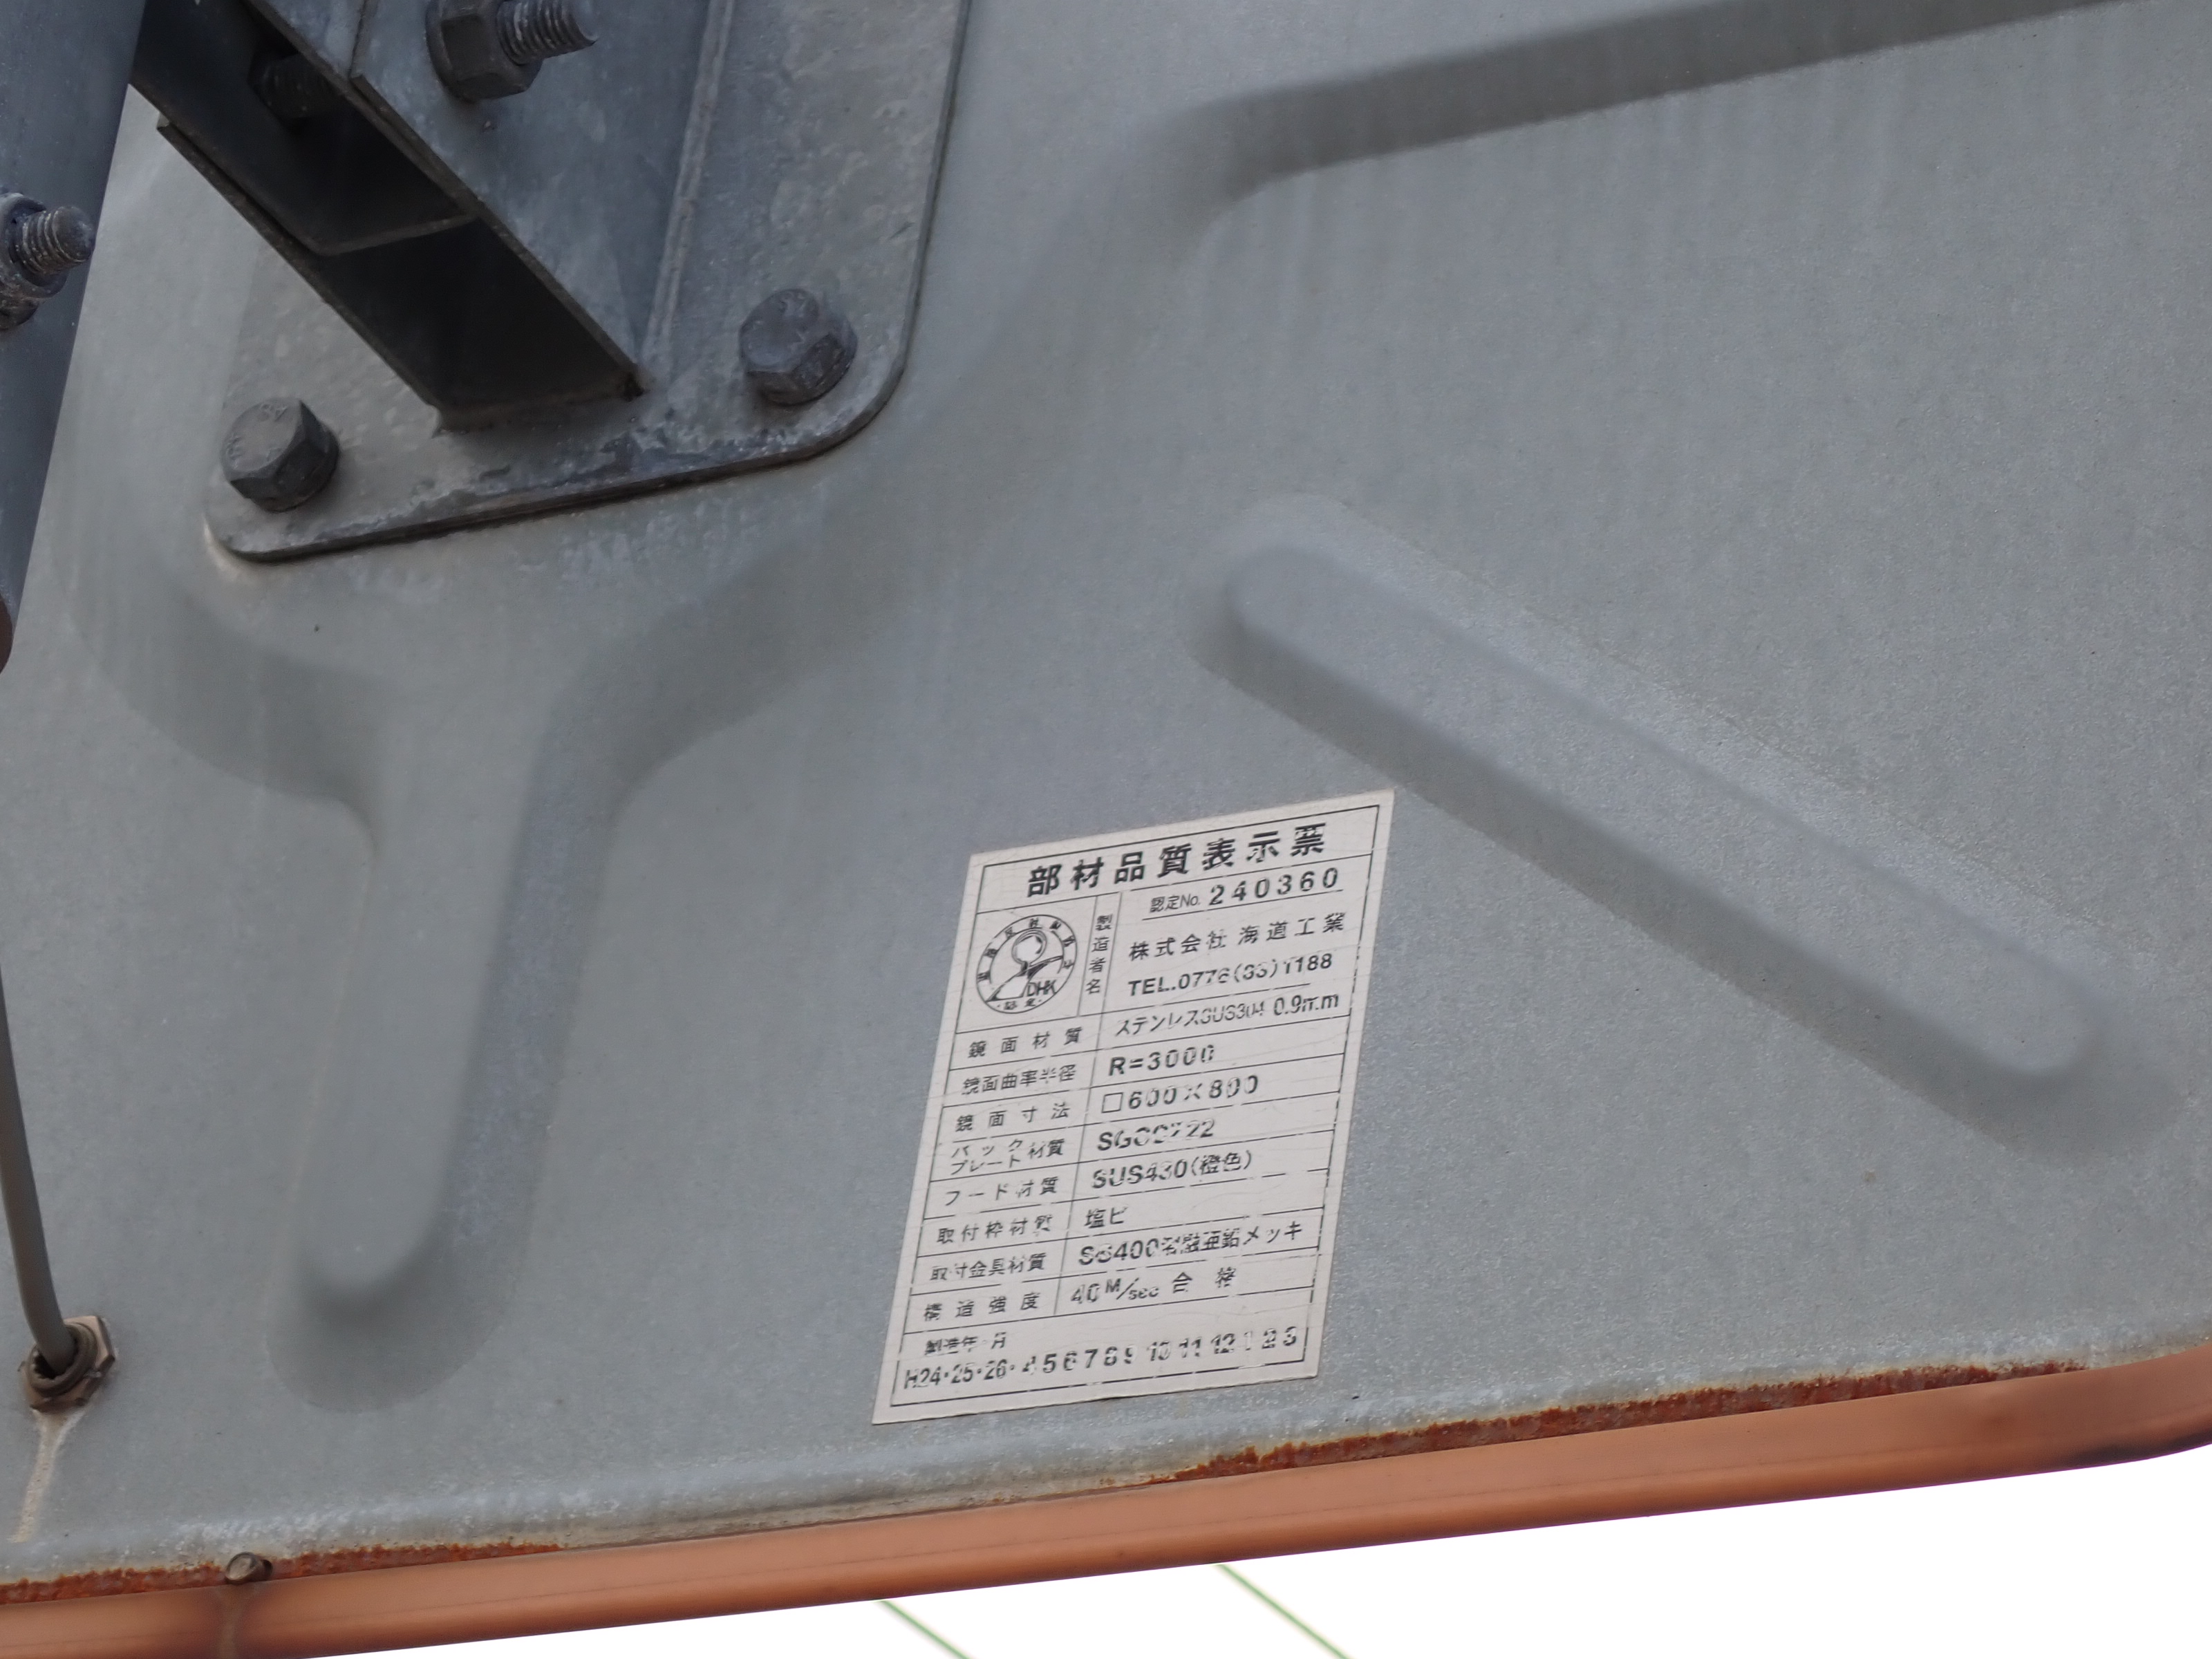 部材品質表示票
認定No. 240360
製造者名
株式会社 海道工業
TEL.0776(33)1188
DHK
認定
鏡面材質 ステンレスSUS304 0.9mm
鏡面曲率半径 R=3000
鏡面寸法 □600×800
バックプレート材質
フード材質 SUS430(橙色)
取付枠材質 塩ビ
取付金具材質 SS400溶融亜鉛メッキ
構造強度 40M/sec 合格
製造年・月
H24・25・26・4 5 6 7 8 9 10 11 12 1 2 3